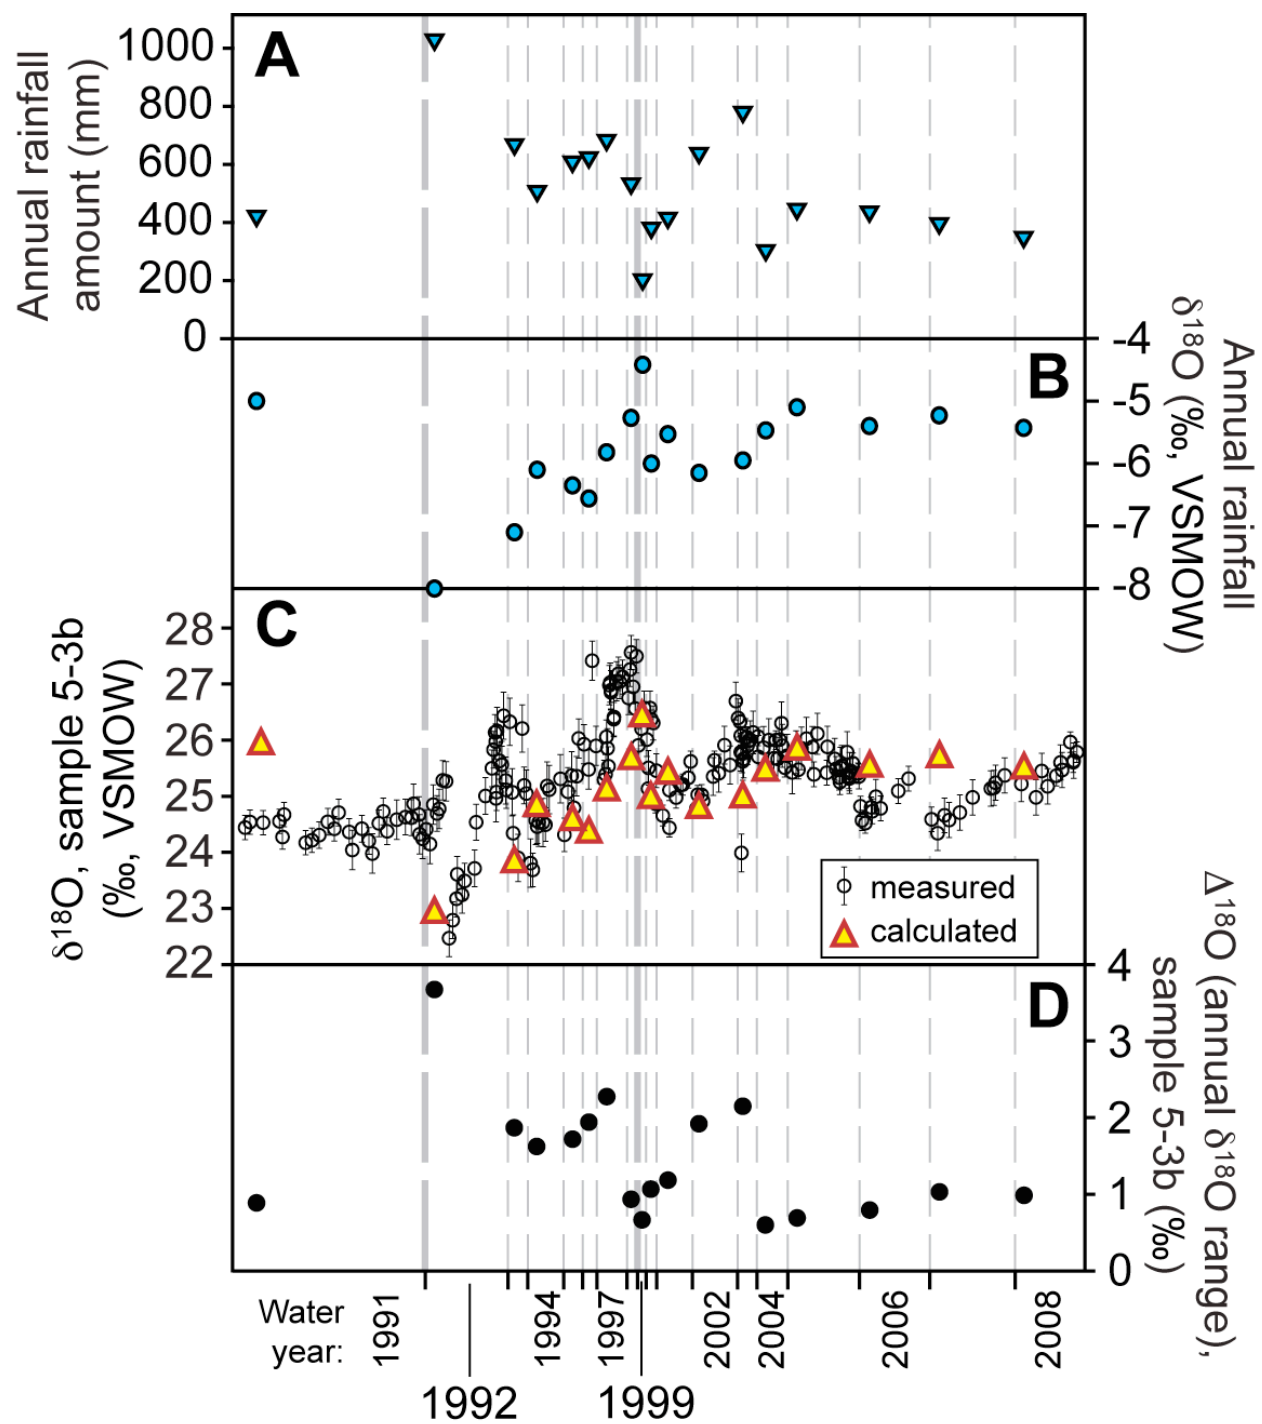 A
1000
800
600
400
200
0
Annual rainfall
amount (mm)
B
-4
-5
-6
-7
-8
Annual rainfall
δ18O (‰, VSMOW)
C
28
27
26
25
24
23
22
δ18O, sample 5-3b
(‰, VSMOW)
measured
calculated
D
4
3
2
1
0
Δ18O (annual δ18O range),
sample 5-3b (‰)
Water
year:
1991
1992
1994
1997
1999
2002
2004
2006
2008